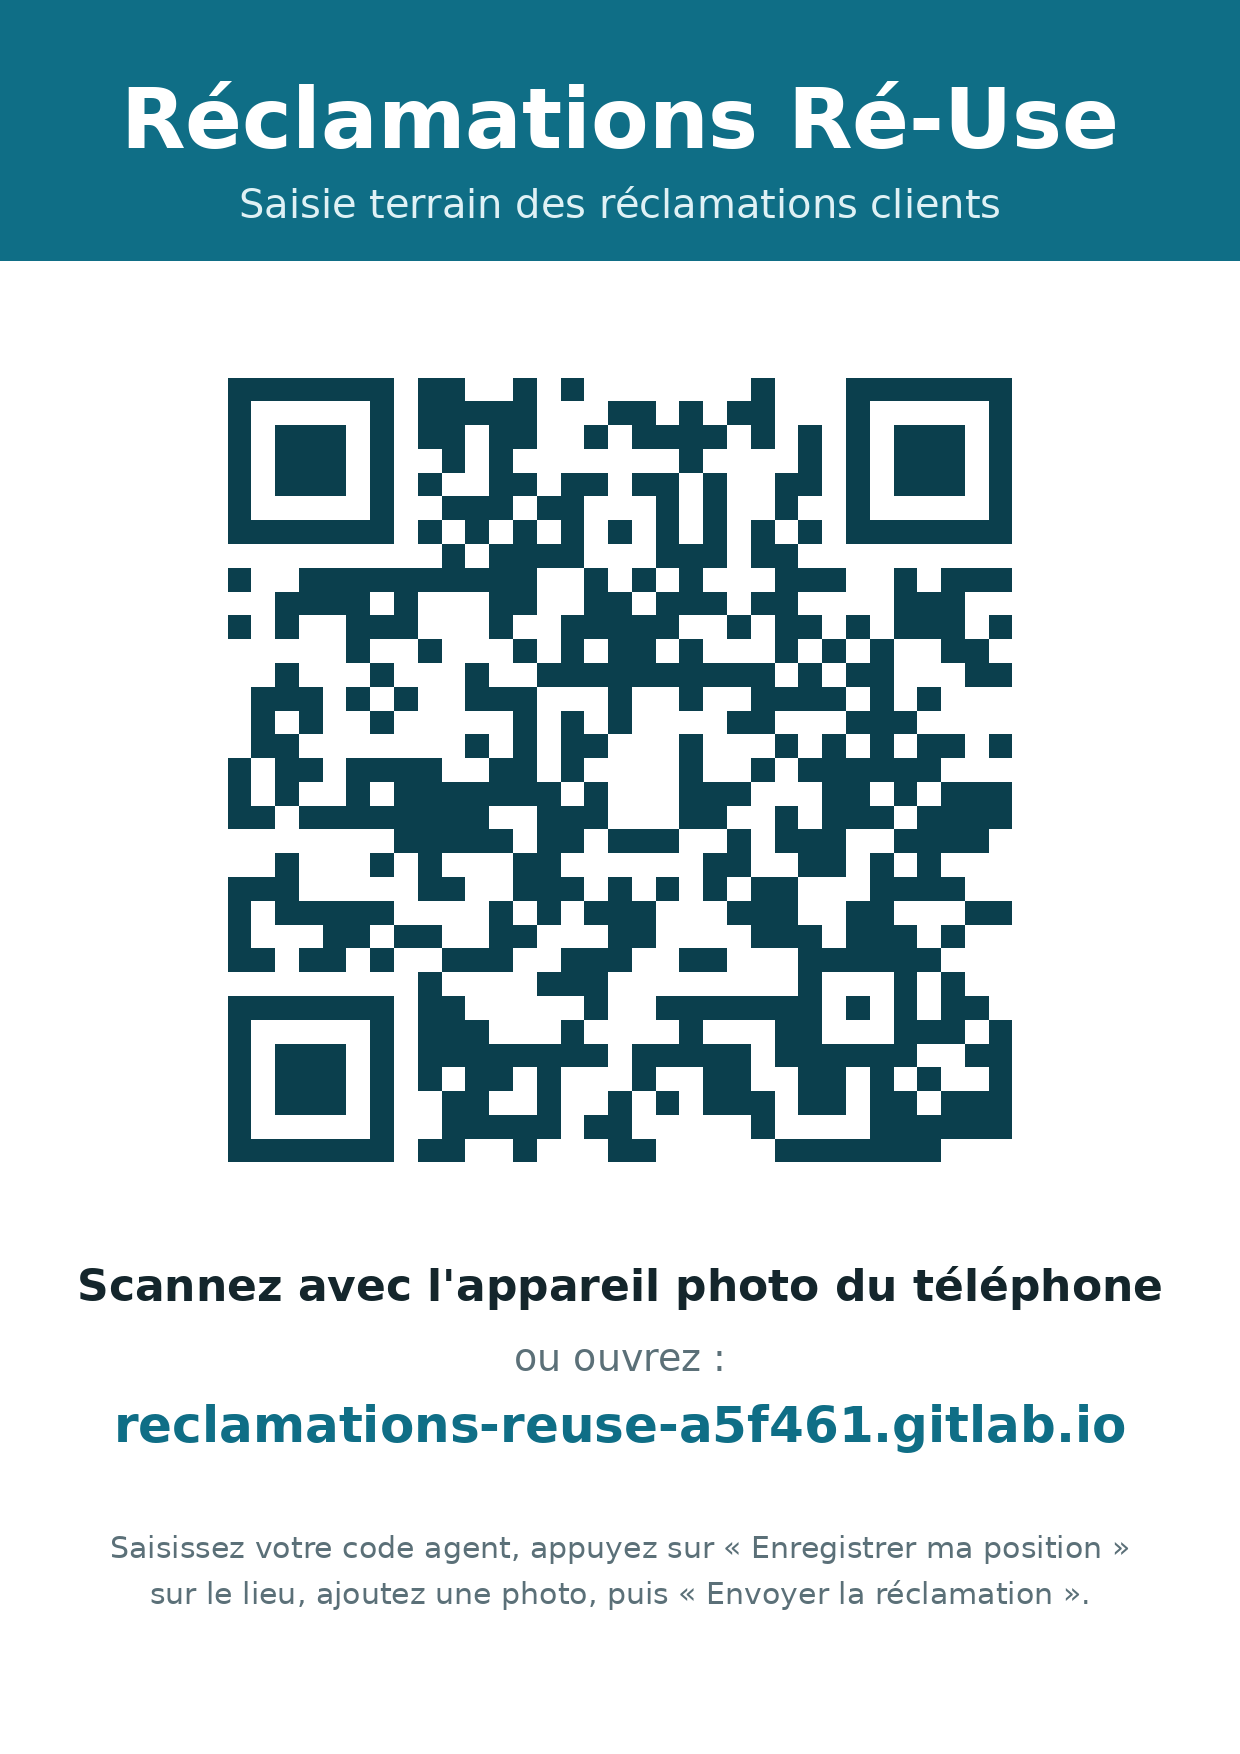 Réclamations Ré-Use
Saisie terrain des réclamations clients
Scannez avec l'appareil photo du téléphone
ou ouvrez :
reclamations-reuse-a5f461.gitlab.io
Saisissez votre code agent, appuyez sur « Enregistrer ma position »
sur le lieu, ajoutez une photo, puis « Envoyer la réclamation ».